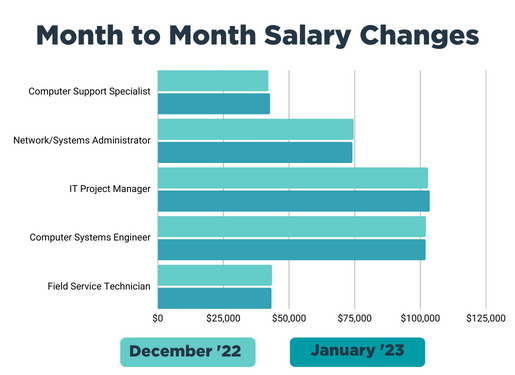 Month to Month Salary Changes
Computer Support Specialist
Network/Systems Administrator
IT Project Manager
Computer Systems Engineer
Field Service Technician
$0 $25,000 $50,000 $75,000 $100,000 $125,000
December '22 January '23